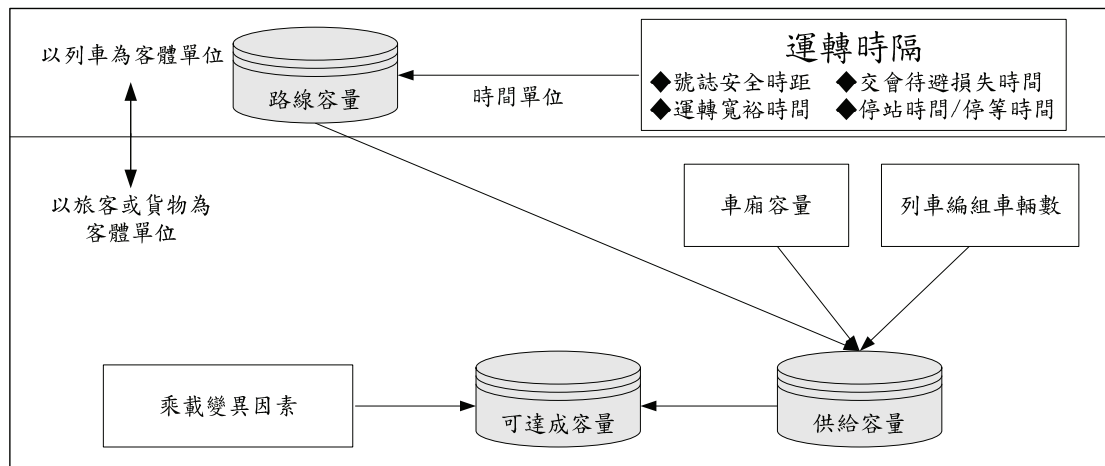 運轉時隔
以列車為客體單位
◆號誌安全時距 ◆交會待避損失時間
路線容量
時間單位
◆運轉寬裕時間 ◆停站時間/停等時間
以旅客或貨物為
客體單位
車廂容量
列車編組車輛數
乘載變異因素
可達成容量
供給容量